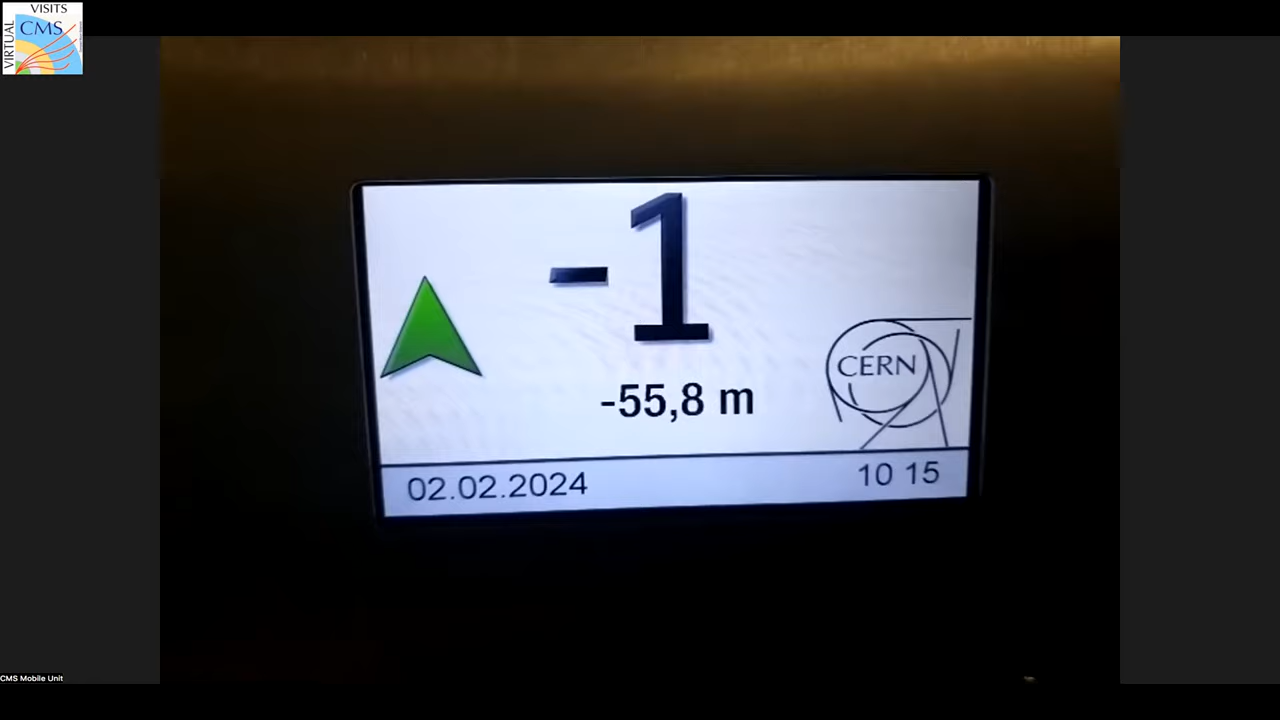 VISITS
VIRTUAL
CMS
-1
-55,8 m
CERN
02.02.2024
10 15
CMS Mobile Unit